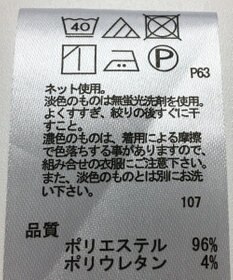 40
P
P63
ネット使用。
淡色のものは無蛍光洗剤を使用。
よくすすぎ、絞りの後すぐに干
すこと。
濃色のものは、着用による摩擦
で色落ちする事がありますので、
組み合せの衣服にご注意下さい。
また、淡色のものとは別にお洗
い下さい。
107
品質
ポリエステル 96%
ポリウレタン 4%